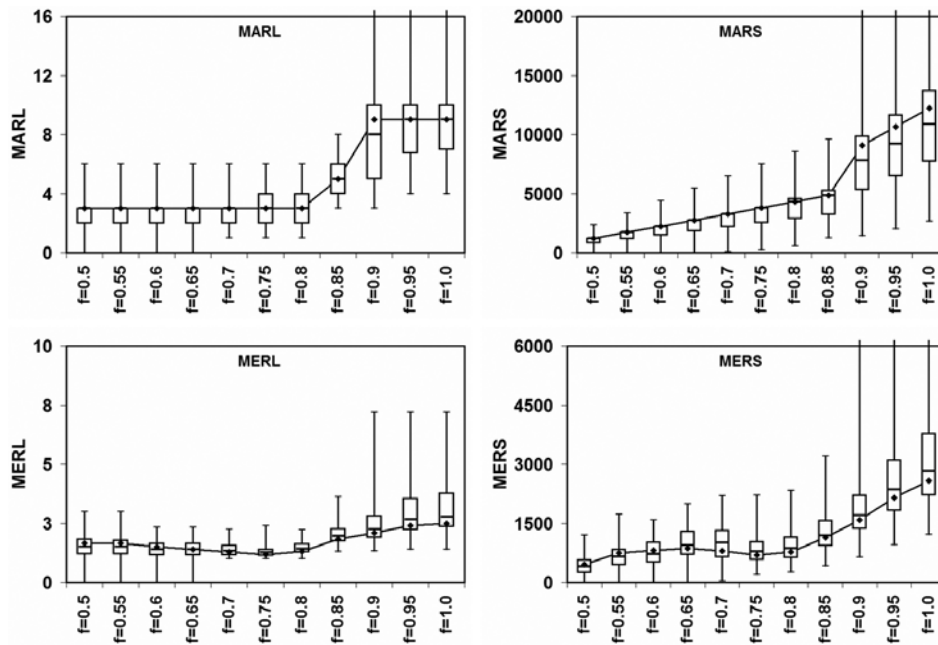 MARL
MARL
16
12
8
4
0
f=0.5
f=0.55
f=0.6
f=0.65
f=0.7
f=0.75
f=0.8
f=0.85
f=0.9
f=0.95
f=1.0
MARS
MARS
20000
15000
10000
5000
0
f=0.5
f=0.55
f=0.6
f=0.65
f=0.7
f=0.75
f=0.8
f=0.85
f=0.9
f=0.95
f=1.0
MERL
MERL
10
8
5
3
0
f=0.5
f=0.55
f=0.6
f=0.65
f=0.7
f=0.75
f=0.8
f=0.85
f=0.9
f=0.95
f=1.0
MERS
MERS
6000
4500
3000
1500
0
f=0.5
f=0.55
f=0.6
f=0.65
f=0.7
f=0.75
f=0.8
f=0.85
f=0.9
f=0.95
f=1.0